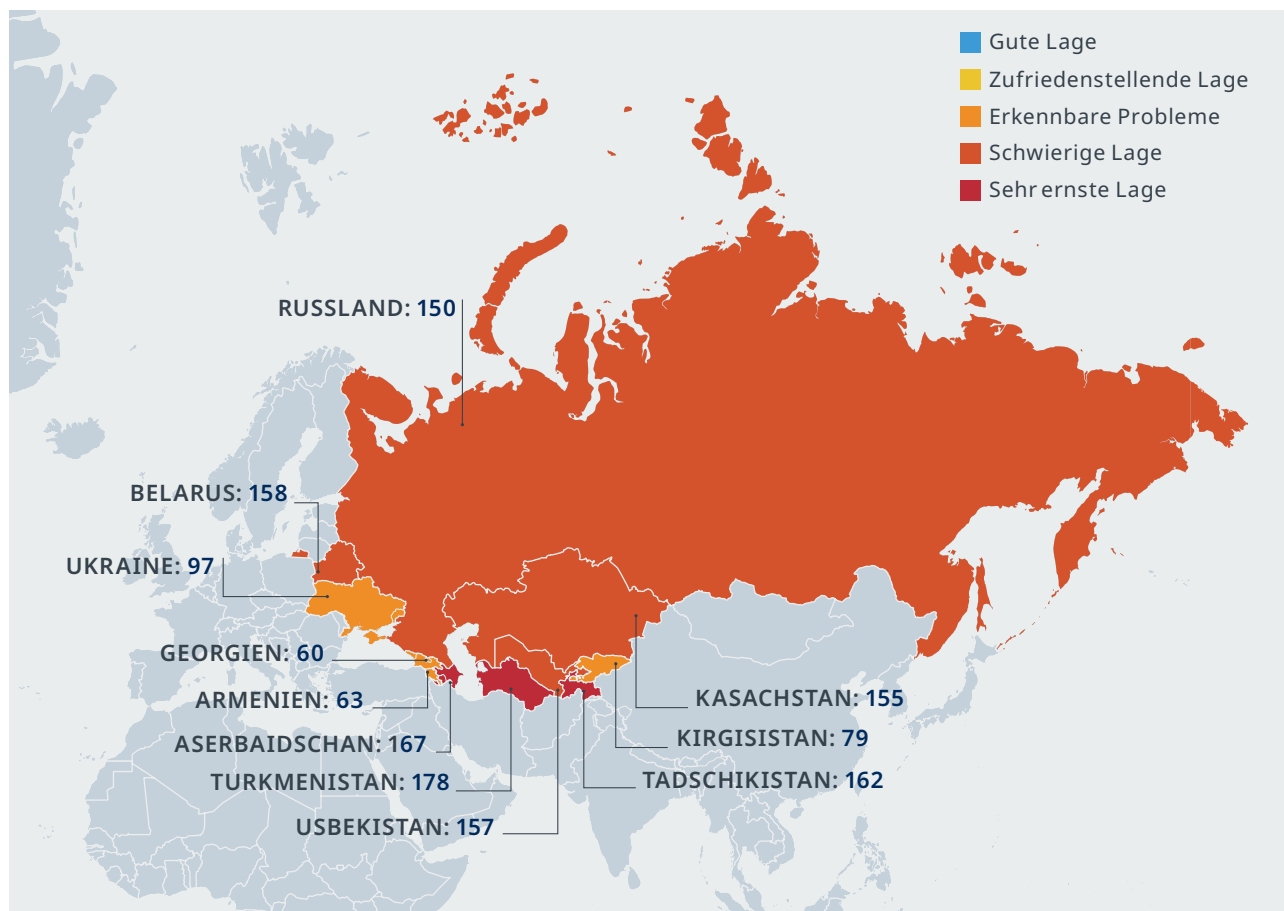 Gute Lage
Zufriedenstellende Lage
Erkennbare Probleme
Schwierige Lage
Sehr ernste Lage
RUSSLAND: 150
BELARUS: 158
UKRAINE: 97
GEORGIEN: 60
ARMENIEN: 63
KASACHSTAN: 155
ASERBAIDSCHAN: 167
KIRGISISTAN: 79
TURKMENISTAN: 178
TADSCHIKISTAN: 162
USBEKISTAN: 157